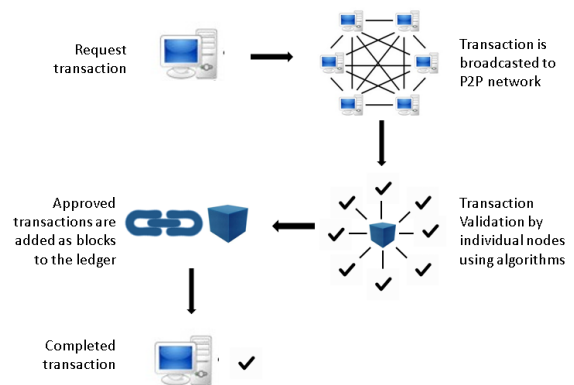 Request
transaction
Transaction is
broadcasted to
P2P network
Approved
transactions are
added as blocks
to the ledger
Transaction
Validation by
individual nodes
using algorithms
Completed
transaction